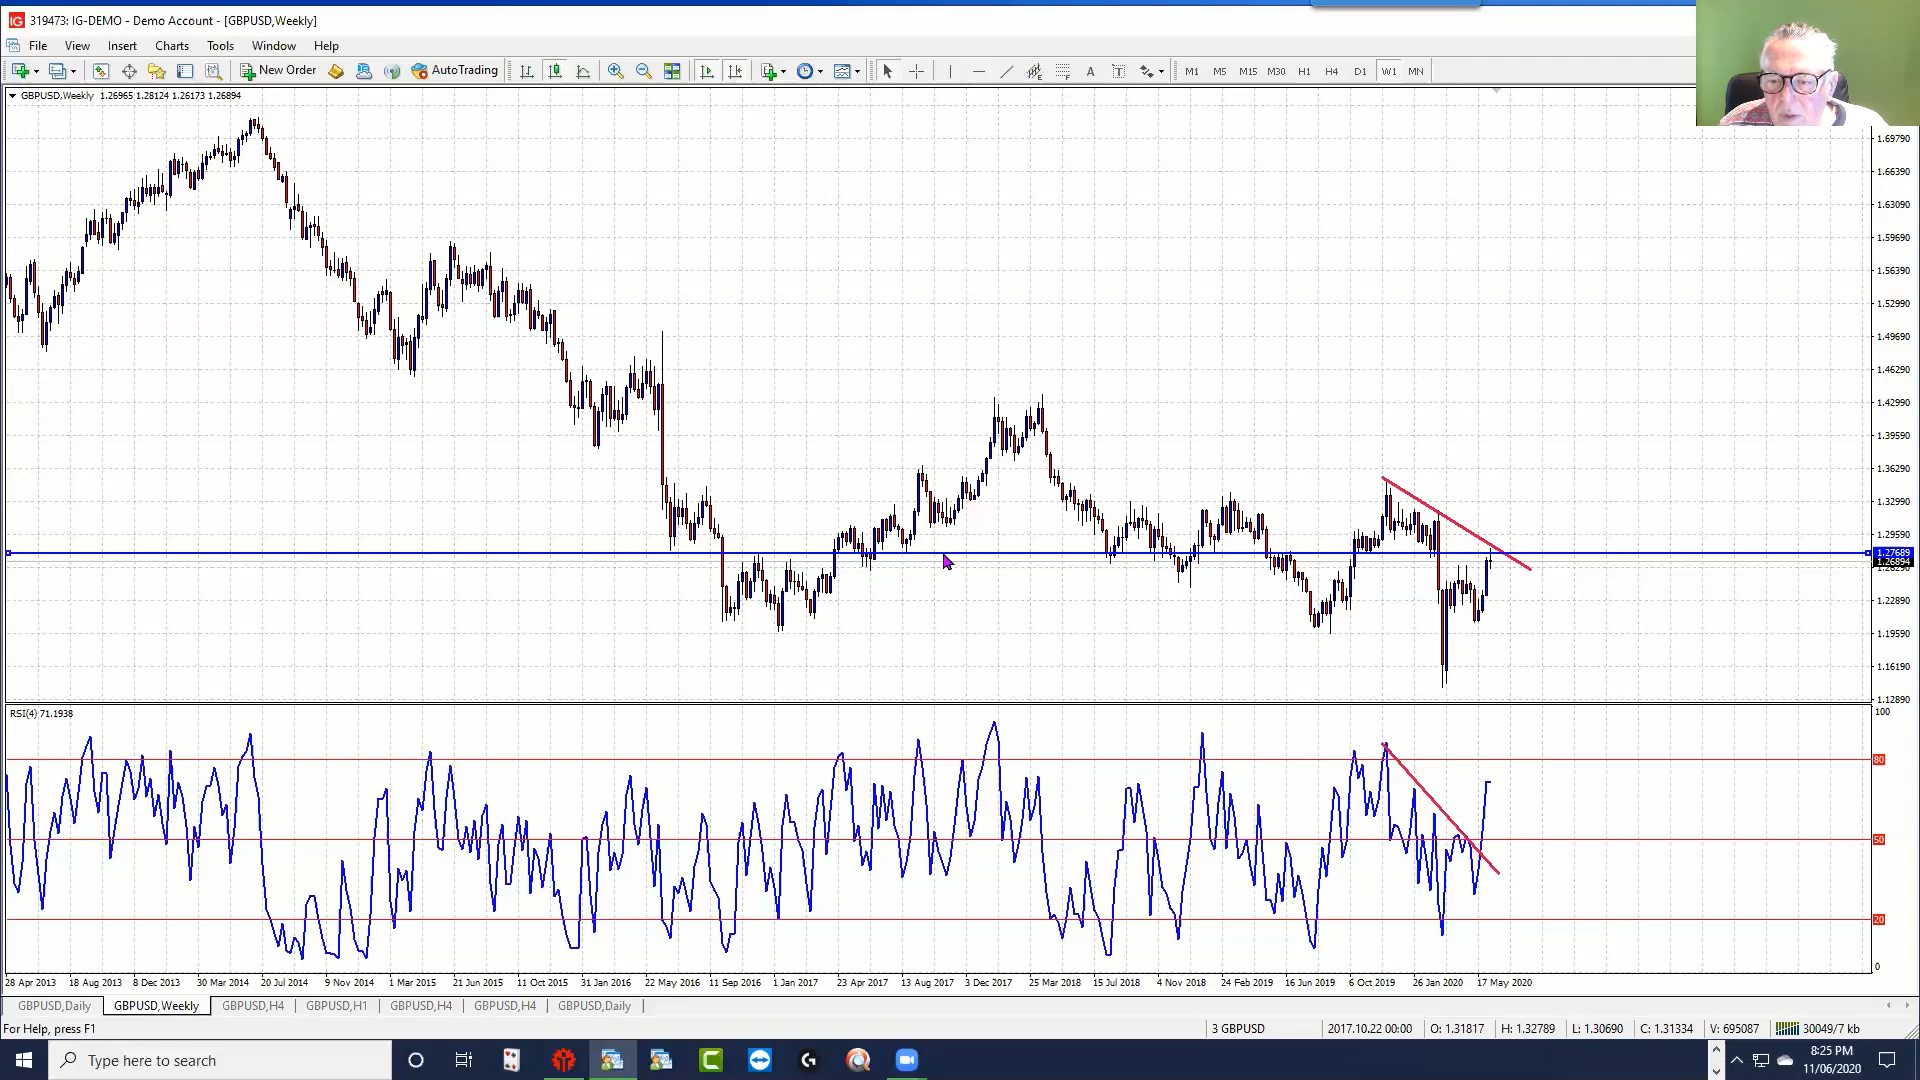 319473: IG-DEMO - Demo Account - [GBPUSD,Weekly]
File View Insert Charts Tools Window Help
New Order AutoTrading A T M1 M5 M15 M30 H1 H4 D1 W1 MN
GBPUSD,Weekly 1.26965 1.28124 1.26173 1.26894
1.69790
1.66390
1.63090
1.59690
1.56390
1.52990
1.49690
1.46290
1.42990
1.39590
1.36290
1.32990
1.29590
1.27689
1.26894
1.22890
1.19590
1.16190
1.12890
RSI(4) 71.1938
100
80
50
20
0
28 Apr 2013 18 Aug 2013 8 Dec 2013 30 Mar 2014 20 Jul 2014 9 Nov 2014 1 Mar 2015 21 Jun 2015 11 Oct 2015 31 Jan 2016 22 May 2016 11 Sep 2016 1 Jan 2017 23 Apr 2017 13 Aug 2017 3 Dec 2017 25 Mar 2018 15 Jul 2018 4 Nov 2018 24 Feb 2019 16 Jun 2019 6 Oct 2019 26 Jan 2020 17 May 2020
GBPUSD,Daily GBPUSD,Weekly GBPUSD,H4 GBPUSD,H1 GBPUSD,H4 GBPUSD,H4 GBPUSD,Daily
For Help, press F1 3 GBPUSD 2017.10.22 00:00 O: 1.31817 H: 1.32789 L: 1.30690 C: 1.31334 V: 695087 30049/7 kb
Type here to search
8:25 PM
11/06/2020